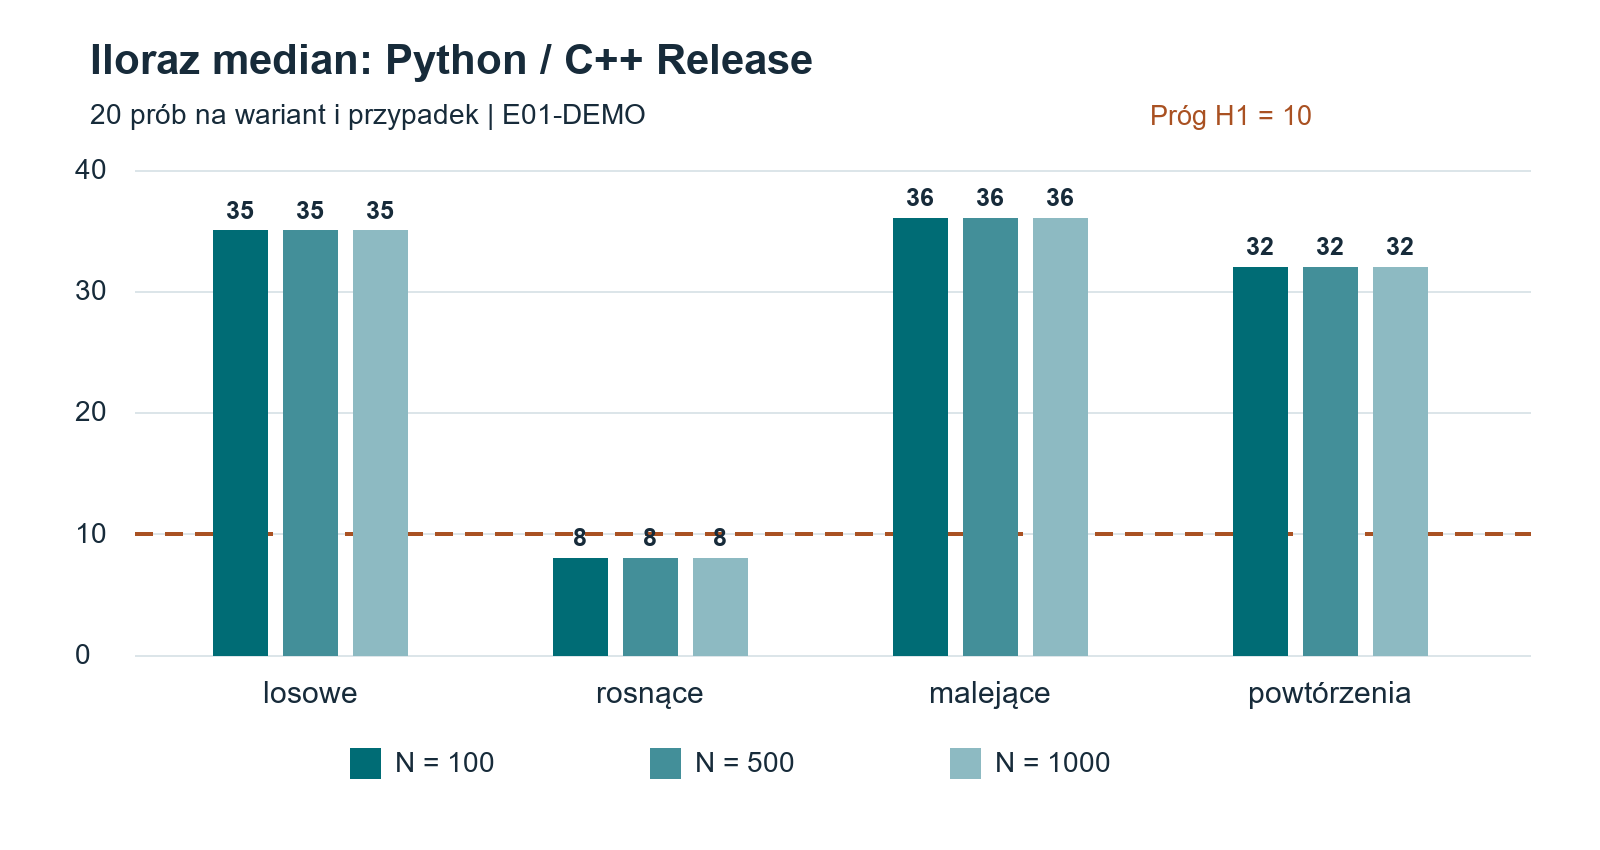 Iloraz median: Python / C++ Release
20 prób na wariant i przypadek | E01-DEMO
Próg H1 = 10
40
30
20
10
0
35 35 35
8 8 8
36 36 36
32 32 32
losowe rosnące malejące powtórzenia
N = 100 N = 500 N = 1000